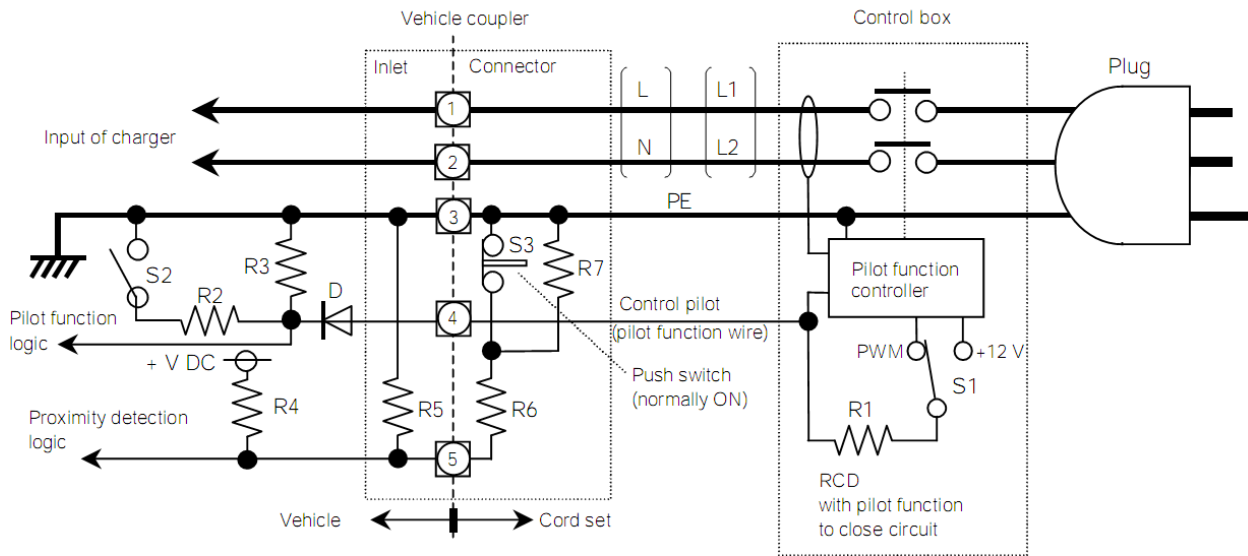 Vehicle coupler
Control box
Inlet
Connector
Plug
L
L1
1
Input of charger
N
L2
2
PE
3
S2
R3
S3
R7
Pilot function
controller
D
R2
4
Control pilot
(pilot function wire)
Pilot function
logic
+ V DC
PWM
+12 V
S1
Push switch
(normally ON)
R4
R5
R6
R1
Proximity detection
logic
5
RCD
with pilot function
to close circuit
Vehicle
Cord set